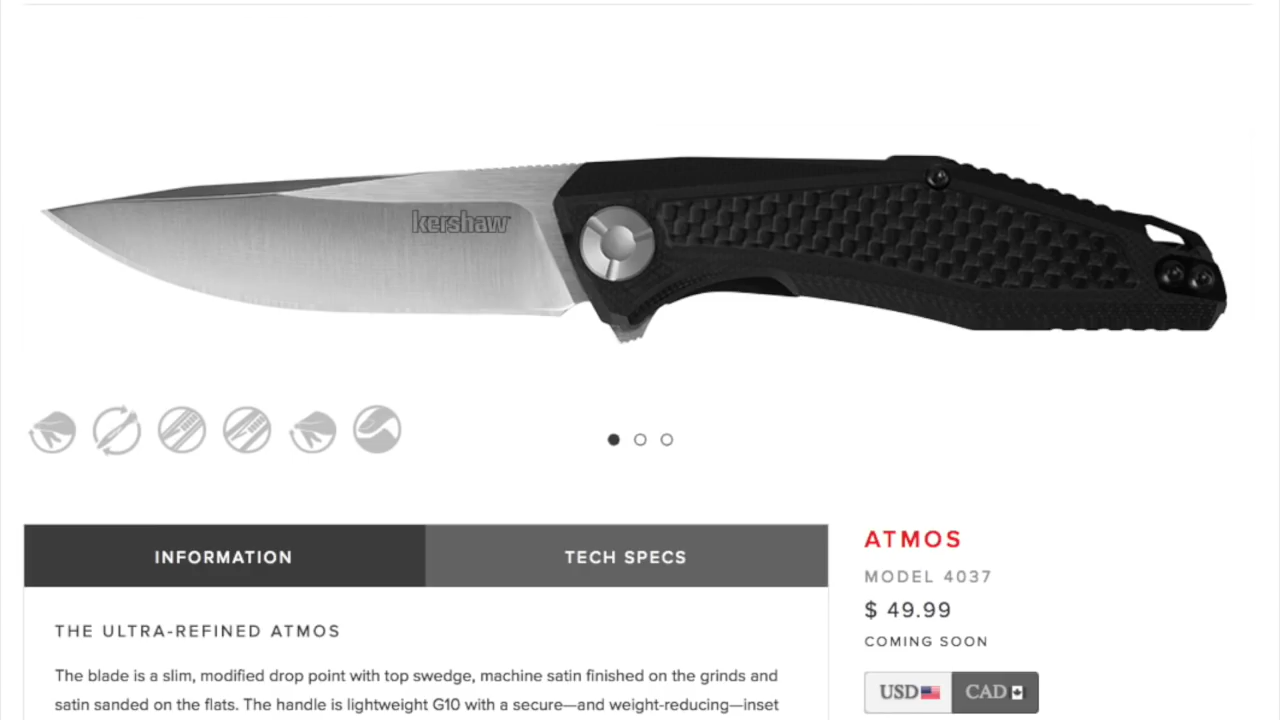 kershaw
INFORMATION
TECH SPECS
THE ULTRA-REFINED ATMOS
The blade is a slim, modified drop point with top swedge, machine satin finished on the grinds and
satin sanded on the flats. The handle is lightweight G10 with a secure—and weight-reducing—inset
ATMOS
MODEL 4037
$ 49.99
COMING SOON
USD
CAD